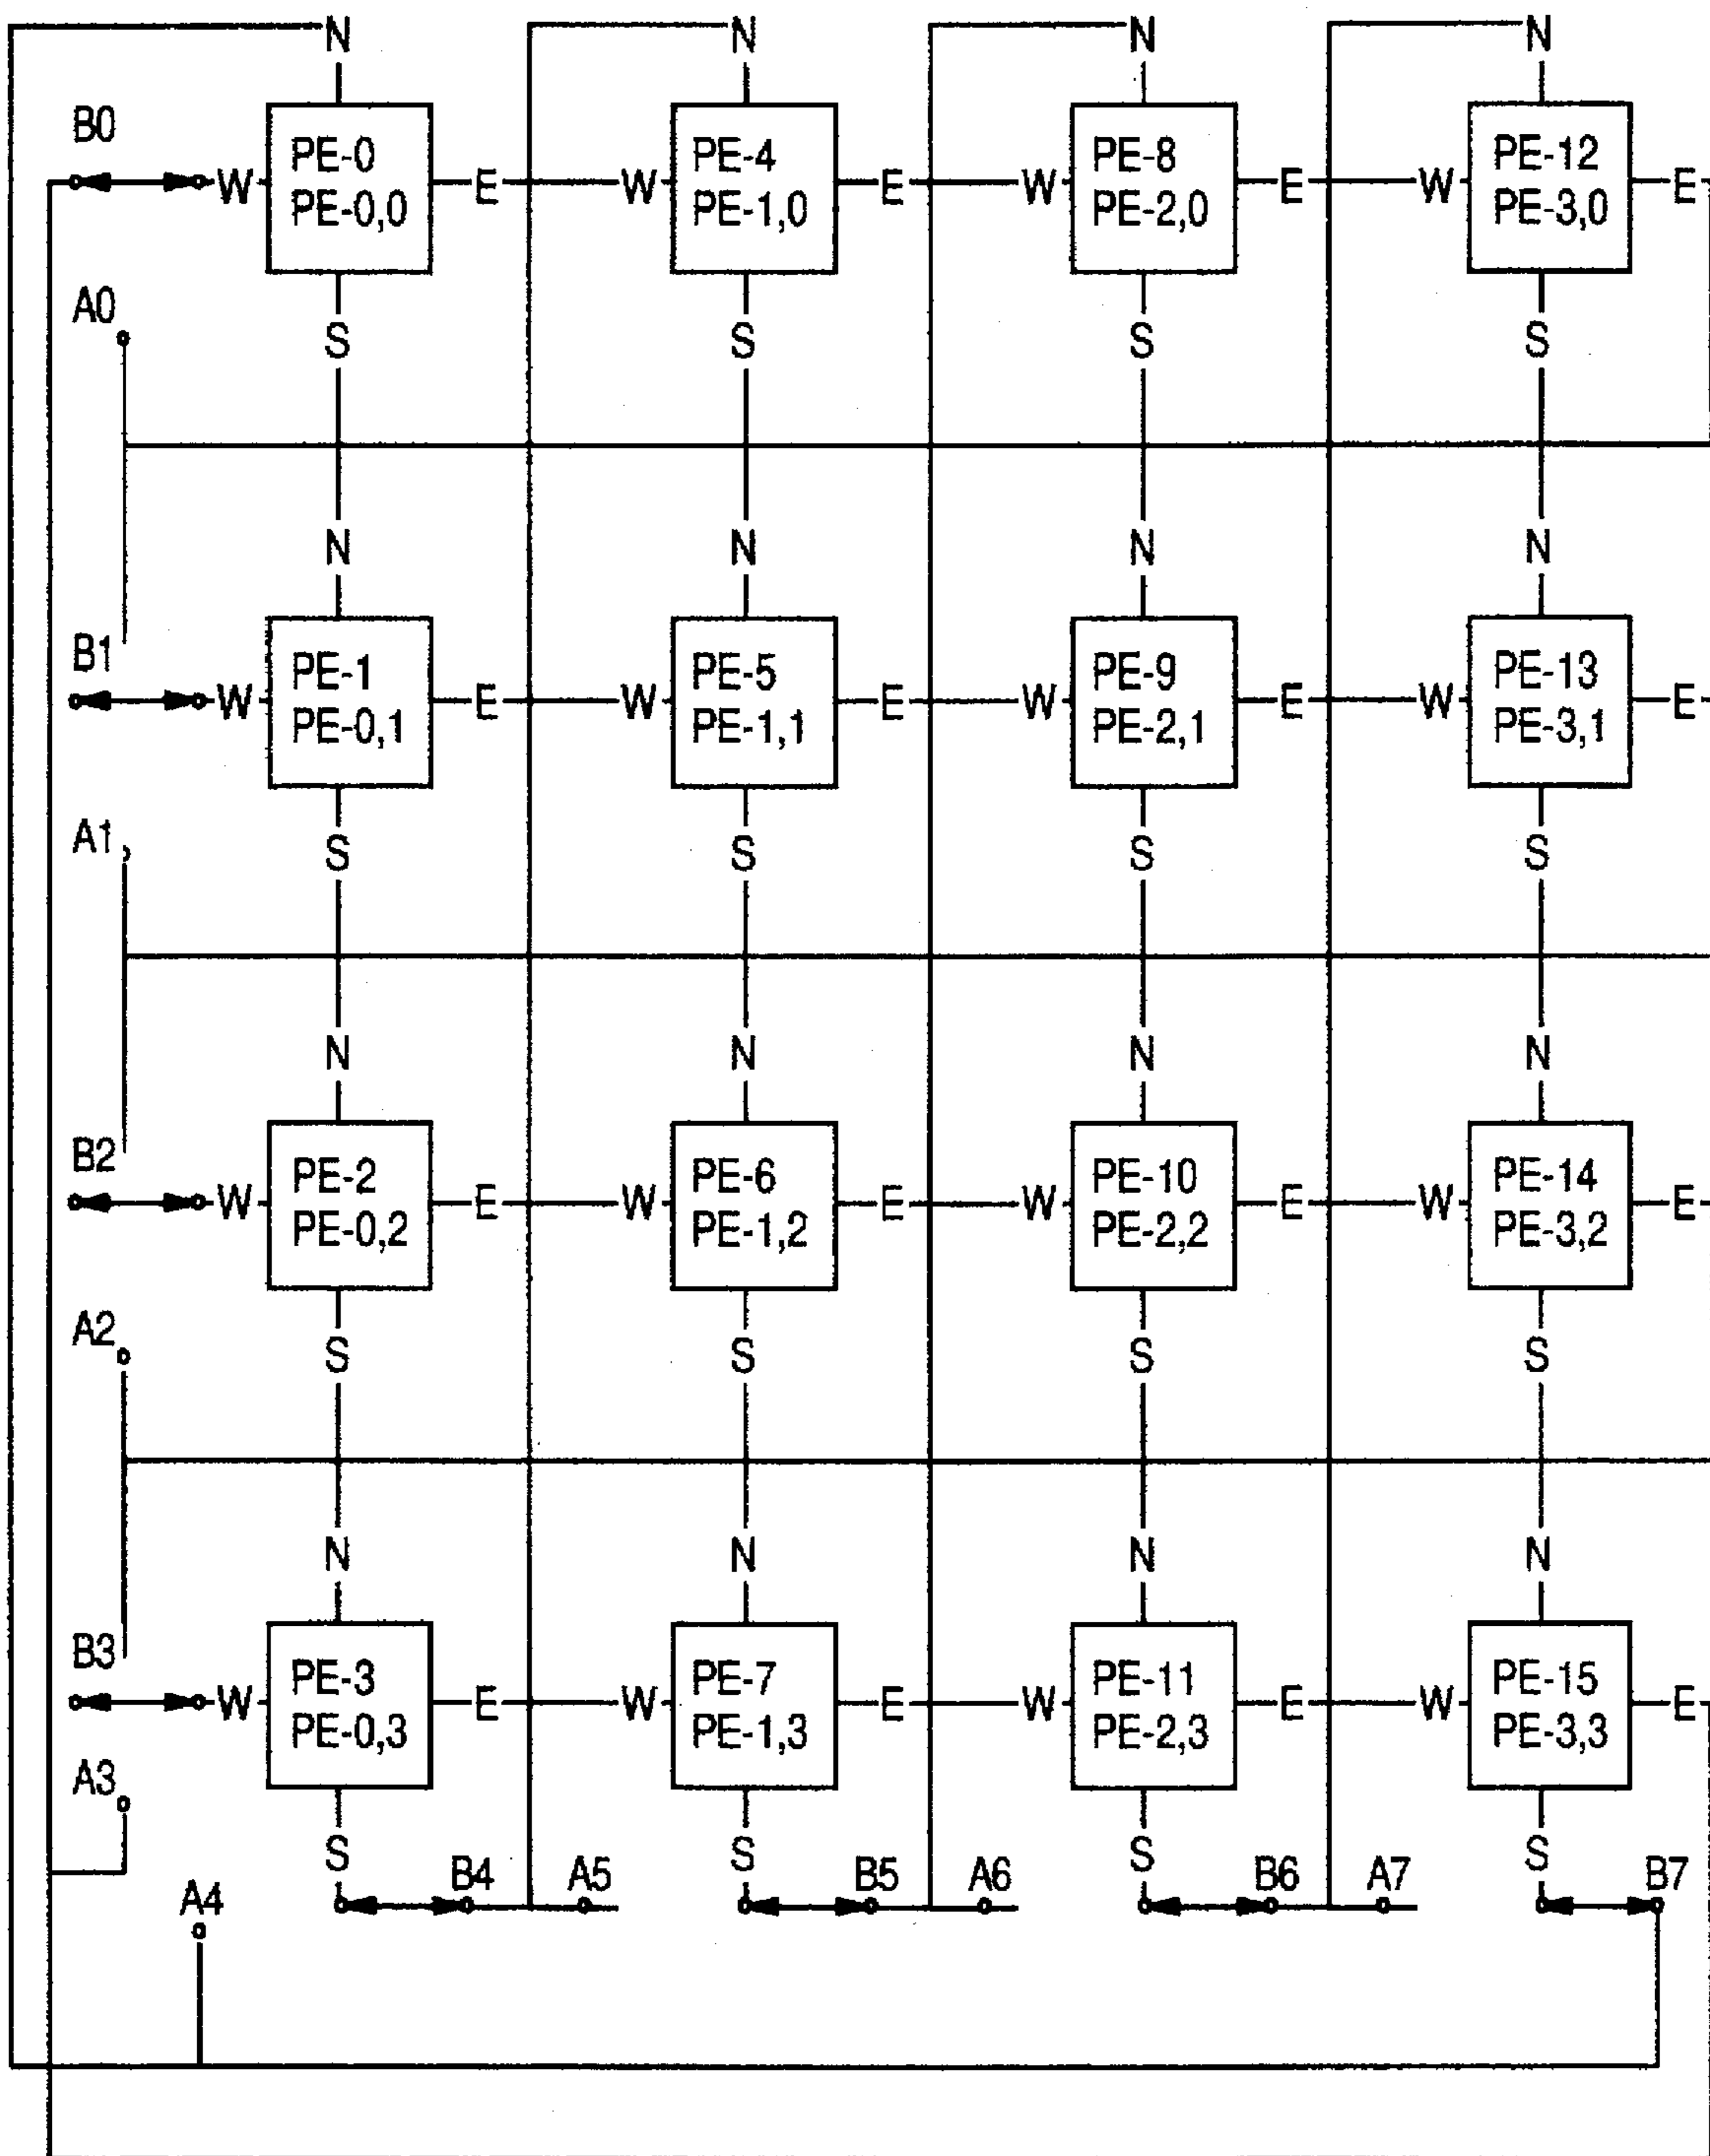 N N N N
B0
W PE-0 E W PE-4 E W PE-8 E W PE-12 E
PE-0,0 PE-1,0 PE-2,0 PE-3,0
A0
S S S S
N N N N
B1
W PE-1 E W PE-5 E W PE-9 E W PE-13 E
PE-0,1 PE-1,1 PE-2,1 PE-3,1
A1
S S S S
N N N N
B2
W PE-2 E W PE-6 E W PE-10 E W PE-14 E
PE-0,2 PE-1,2 PE-2,2 PE-3,2
A2
S S S S
N N N N
B3
W PE-3 E W PE-7 E W PE-11 E W PE-15 E
PE-0,3 PE-1,3 PE-2,3 PE-3,3
A3
S S S S
A4 B4 A5 B5 A6 B6 A7 B7